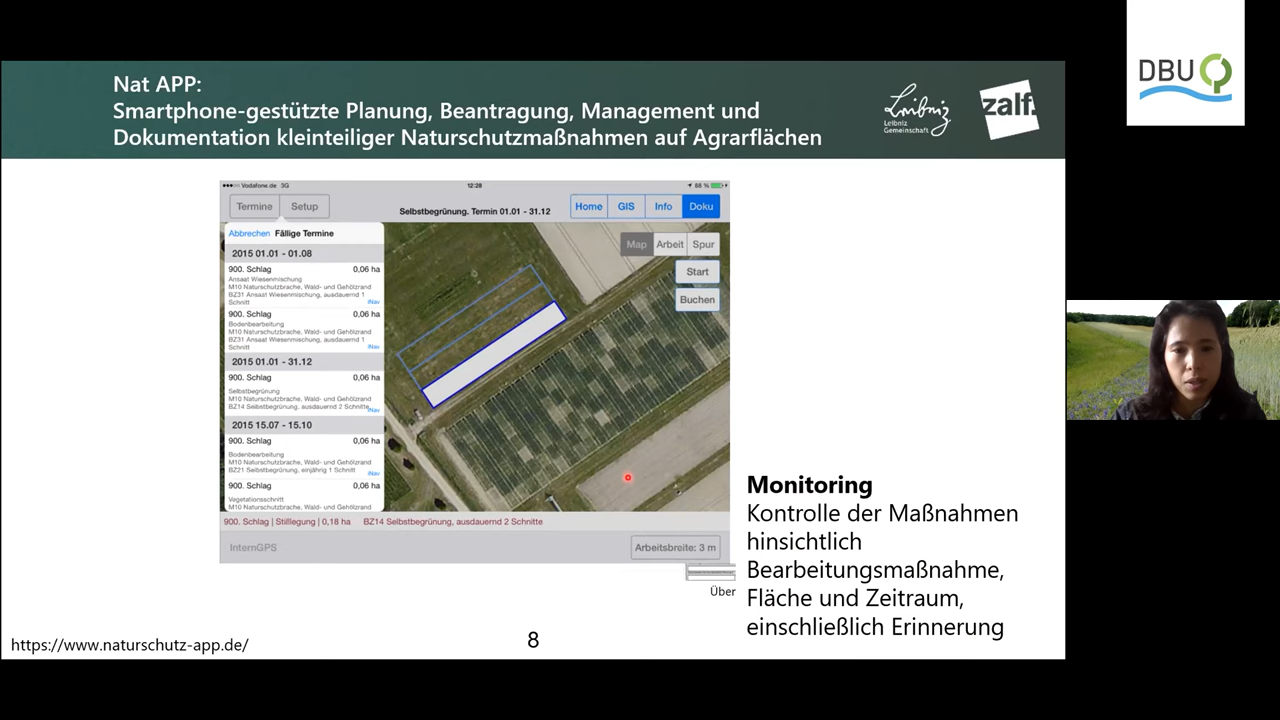 Nat APP:
Smartphone-gestützte Planung, Beantragung, Management und
Dokumentation kleinteiliger Naturschutzmaßnahmen auf Agrarflächen
Leibniz
Leibniz
Gemeinschaft
zalf.
DBU
Vodafone.de 3G
12:28
88 %
Termine
Setup
Selbstbegrünung. Termin 01.01 - 31.12
Home
GIS
Info
Doku
Abbrechen Fällige Termine
2015 01.01 - 01.08
900. Schlag 0,06 ha
Ansaat Wiesenmischung
M10 Naturschutzbrache, Wald- und Gehölzrand
BZ31 Ansaat Wiesenmischung, ausdauernd 1
Schnitt
iNav
900. Schlag 0,06 ha
Bodenbearbeitung
M10 Naturschutzbrache, Wald- und Gehölzrand
BZ31 Ansaat Wiesenmischung, ausdauernd 1
Schnitt
iNav
2015 01.01 - 31.12
900. Schlag 0,06 ha
Selbstbegrünung
M10 Naturschutzbrache, Wald- und Gehölzrand
BZ14 Selbstbegrünung, ausdauernd 2 Schnitte
iNav
2015 15.07 - 15.10
900. Schlag 0,06 ha
Bodenbearbeitung
M10 Naturschutzbrache, Wald- und Gehölzrand
BZ21 Selbstbegrünung, einjährig 1 Schnitt
iNav
900. Schlag 0,06 ha
Vegetationsschnitt
M10 Naturschutzbrache, Wald- und Gehölzrand
Map
Arbeit
Spur
Start
Buchen
900. Schlag | Stilllegung | 0,18 ha BZ14 Selbstbegrünung, ausdauernd 2 Schnitte
InternGPS
Arbeitsbreite: 3 m
Über
Monitoring
Kontrolle der Maßnahmen
hinsichtlich
Bearbeitungsmaßnahme,
Fläche und Zeitraum,
einschließlich Erinnerung
https://www.naturschutz-app.de/
8